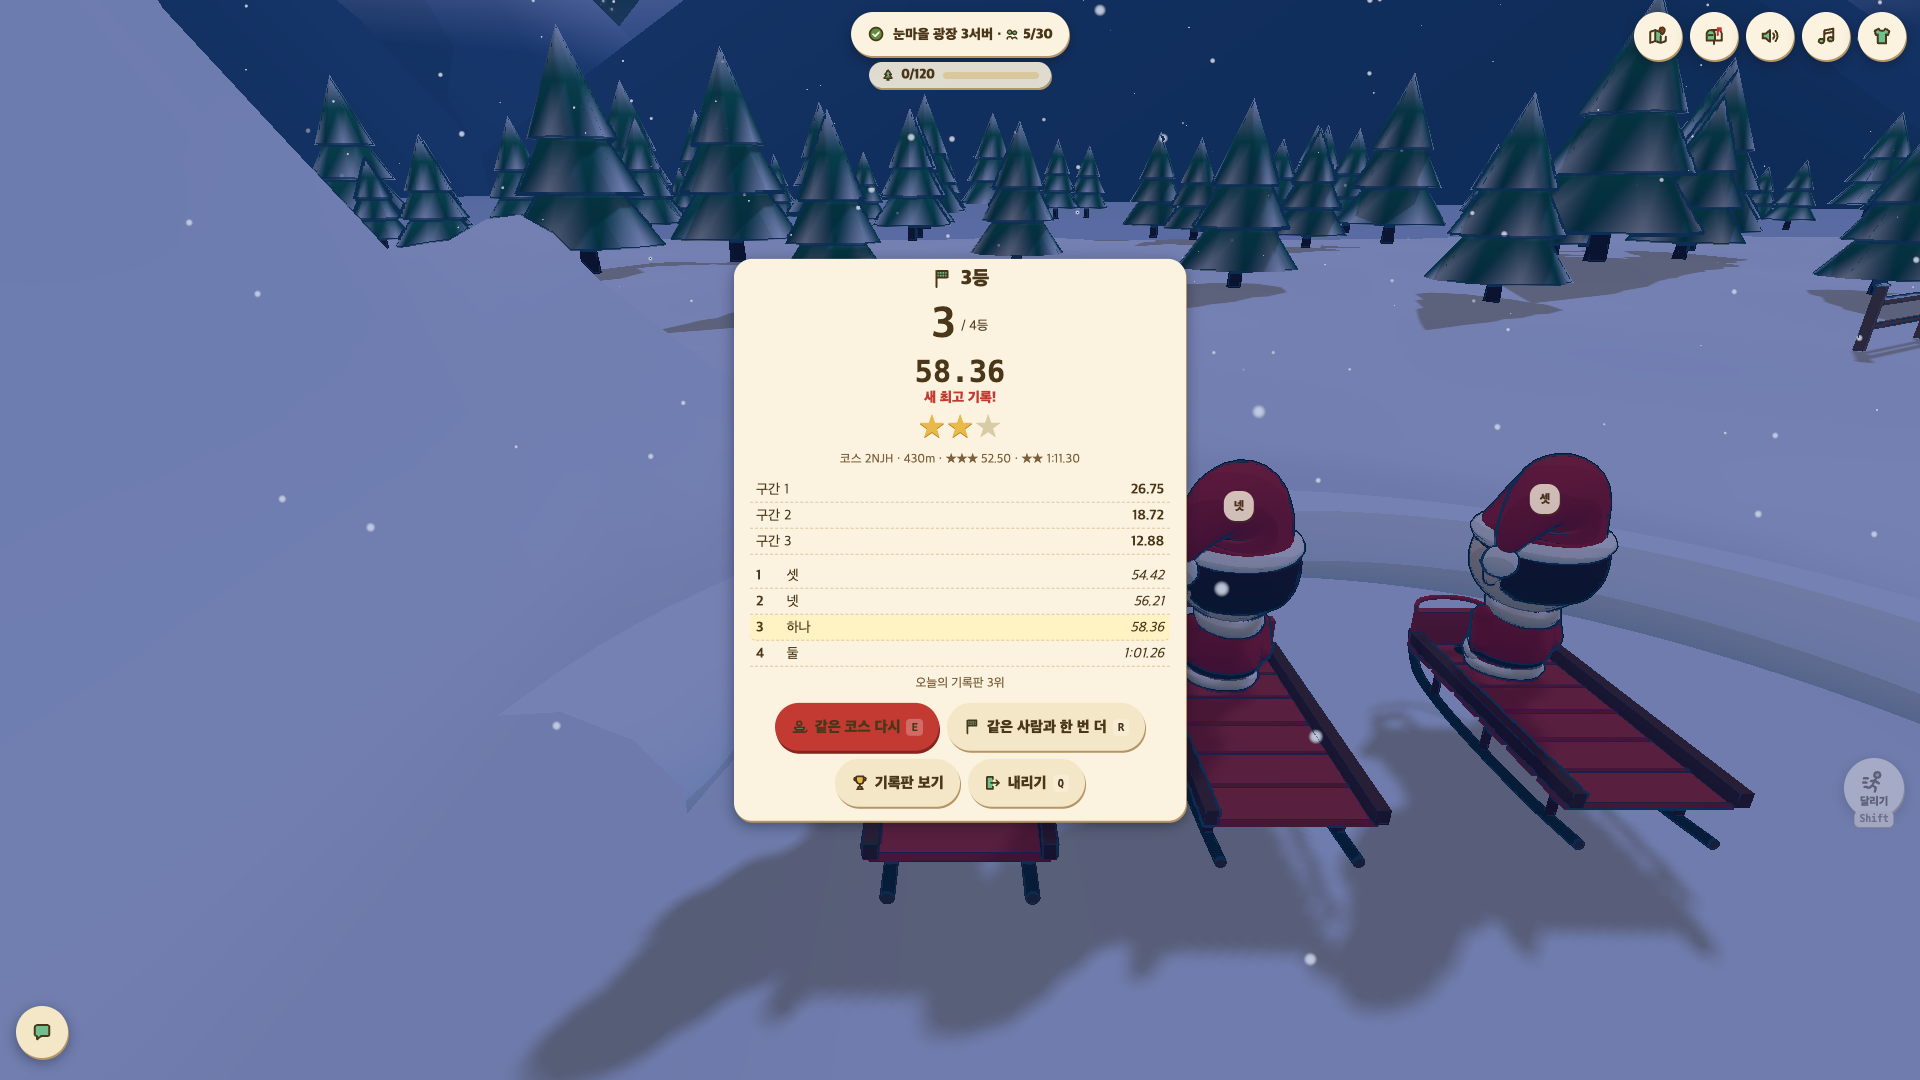 눈마을 광장 3서버 · 5/30
0/120
3등
3 / 4등
58.36
새 최고 기록!
코스 2NJH · 430m · ★★★ 52.50 · ★★ 1:11.30
구간 1 26.75
구간 2 18.72
구간 3 12.88
1 셋 54.42
2 넷 56.21
3 하나 58.36
4 둘 1:01.26
오늘의 기록판 3위
같은 코스 다시 E
같은 사람과 한 번 더 R
기록판 보기
내리기 Q
넷
셋
달리기
Shift